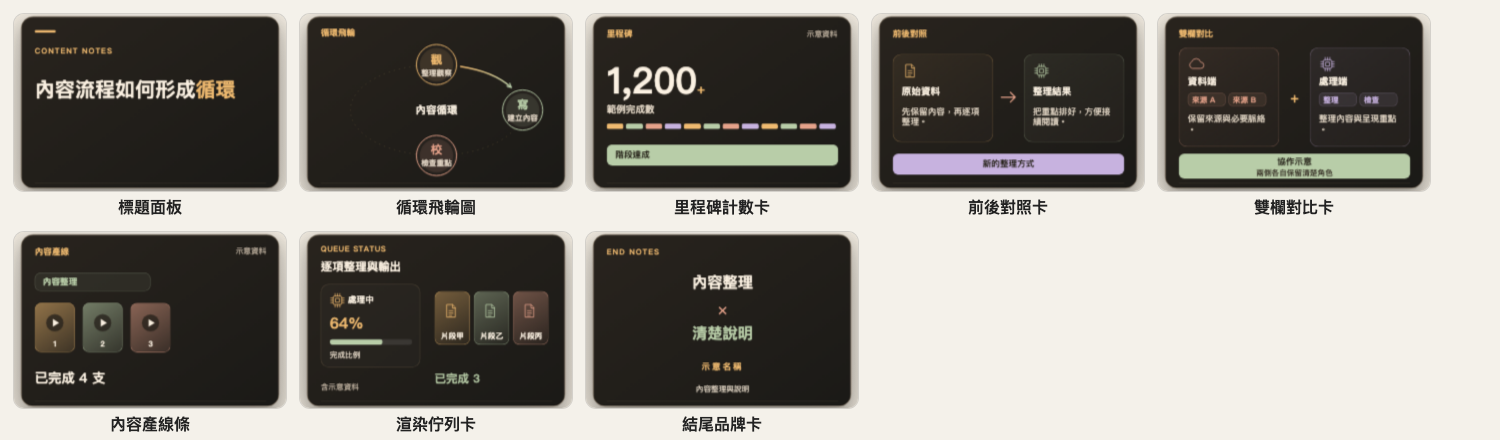 CONTENT NOTES
內容流程如何形成循環
標題面板
循環飛輪
觀
整理觀察
內容循環
寫
建立內容
校
檢查重點
循環飛輪圖
里程碑
示意資料
1,200+
範例完成數
階段達成
里程碑計數卡
前後對照
原始資料
先保留內容,再逐項
整理。
整理結果
把重點排好,方便接
續閱讀。
新的整理方式
前後對照卡
雙欄對比
資料端
來源 A
來源 B
保留來源與必要脈絡
。
+
處理端
整理
檢查
整理內容與呈現重點
。
協作示意
兩側各自保留清楚角色
雙欄對比卡
內容產線
示意資料
內容整理
1
2
3
已完成 4 支
內容產線條
QUEUE STATUS
逐項整理與輸出
處理中
64%
完成比例
片段甲
片段乙
片段丙
含示意資料
已完成 3
渲染佇列卡
END NOTES
內容整理
×
清楚說明
示意名稱
內容整理與說明
結尾品牌卡